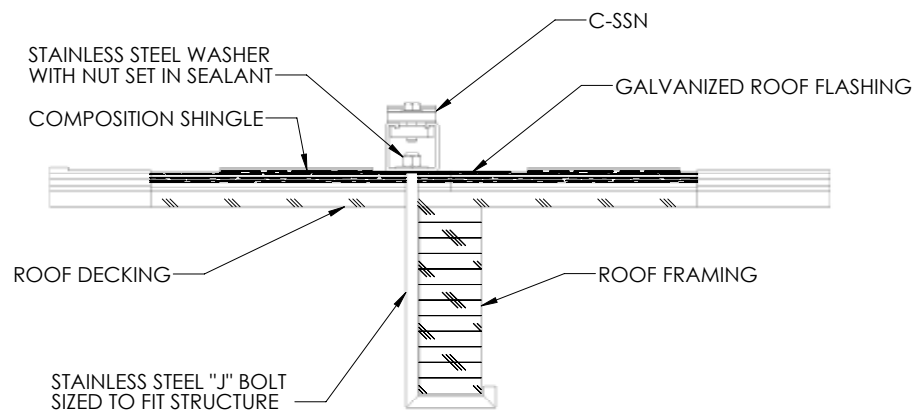 C-SSN
STAINLESS STEEL WASHER
WITH NUT SET IN SEALANT
GALVANIZED ROOF FLASHING
COMPOSITION SHINGLE
ROOF DECKING
ROOF FRAMING
STAINLESS STEEL "J" BOLT
SIZED TO FIT STRUCTURE